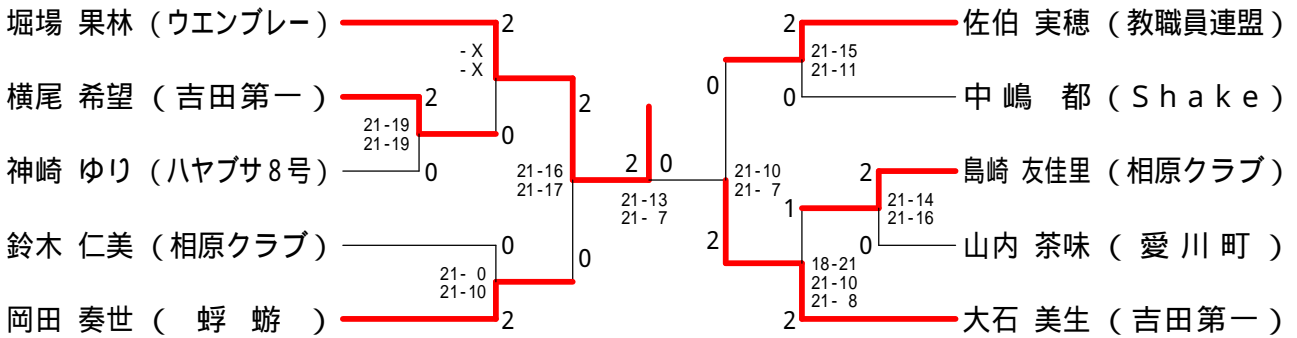 堀場 果林 (ウエンブレー)
横尾 希望 ( 吉田第一 )
神崎 ゆり (ハヤブサ8号)
鈴木 仁美 (相原クラブ)
岡田 奏世 ( 蜉 蝣 )
2
- X
- X
2
0
21-19
21-19
0
0
21- 0
21-10
2
2
21-16
21-17
0
2
0
21-13
21- 7
0
21-10
21- 7
2
2
21-15
21-11
0
2
21-14
21-16
0
1
18-21
21-10
21- 8
2
佐伯 実穂 (教職員連盟)
中嶋 都 (Shake)
島崎 友佳里 (相原クラブ)
山内 茶味 ( 愛川町 )
大石 美生 (吉田第一)